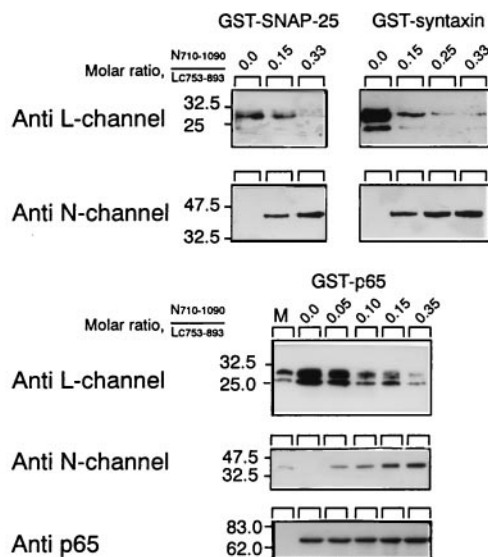 GST-SNAP-25 GST-syntaxin
Molar ratio, N710-1090 / LC753-893 0.0 0.15 0.33 0.0 0.15 0.25 0.33
Anti L-channel 32.5 25
Anti N-channel 47.5 32.5
GST-p65
Molar ratio, N710-1090 / LC753-893 M 0.0 0.05 0.10 0.15 0.35
Anti L-channel 32.5 25.0
Anti N-channel 47.5 32.5
Anti p65 83.0 62.0